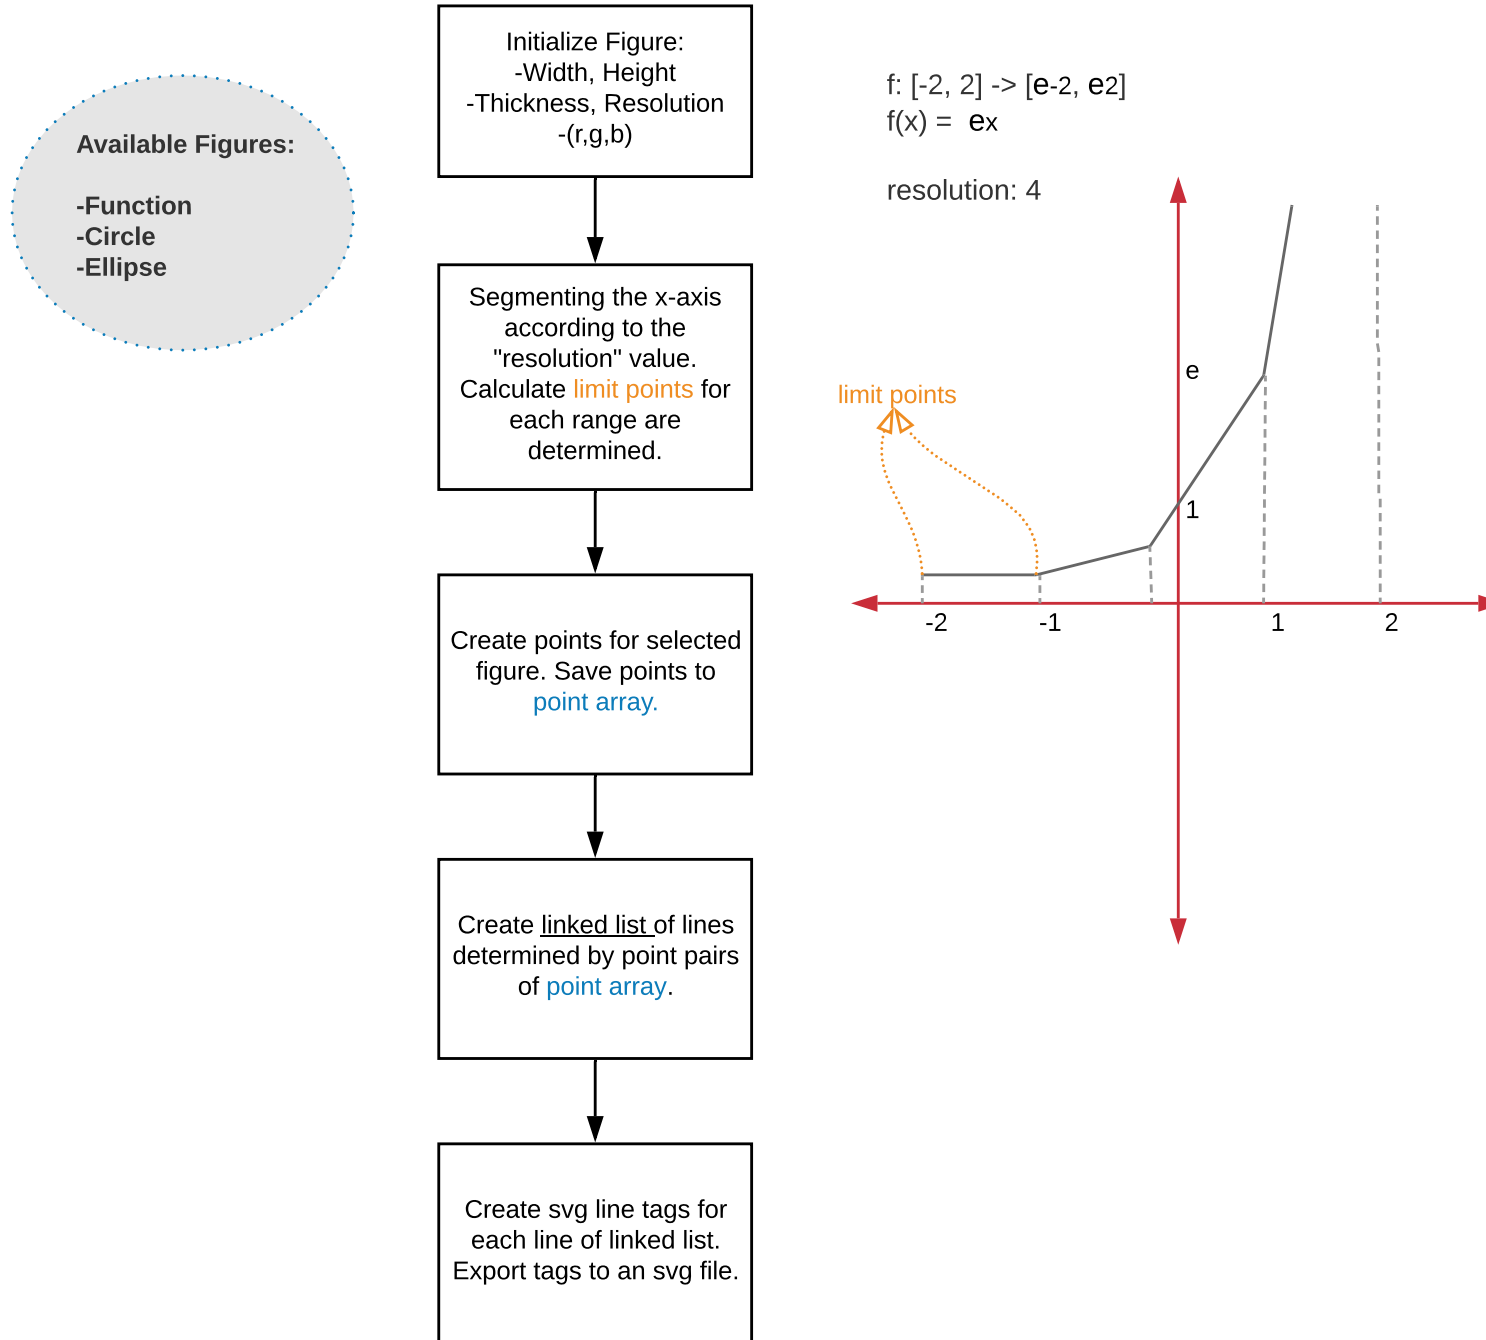 Available Figures:
-Function
-Circle
-Ellipse
Initialize Figure:
-Width, Height
-Thickness, Resolution
-(r,g,b)
Segmenting the x-axis
according to the
"resolution" value.
Calculate limit points for
each range are
determined.
Create points for selected
figure. Save points to
point array.
Create linked list of lines
determined by point pairs
of point array.
Create svg line tags for
each line of linked list.
Export tags to an svg file.
f: [-2, 2] -> [e-2, e2]
f(x) =  ex
resolution: 4
limit points
e
1
-2
-1
1
2